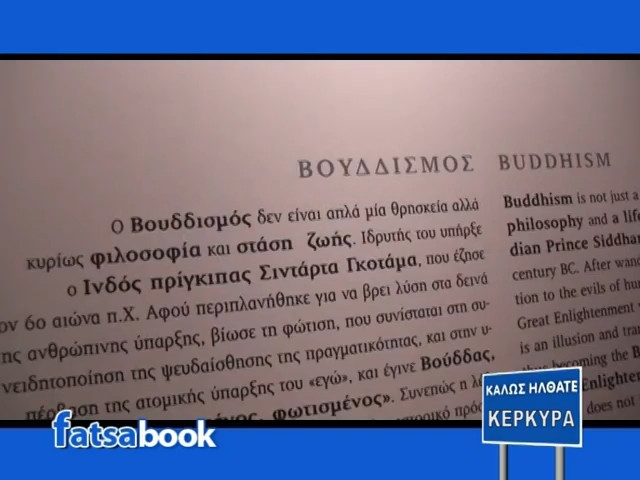 ΒΟΥΔΔΙΣΜΟΣ
Ο Βουδδισμός δεν είναι απλά μία θρησκεία αλλά
κυρίως φιλοσοφία και στάση ζωής. Ιδρυτής του υπήρξε
ο Ινδός πρίγκιπας Σιντάρτα Γκοτάμα, που έζησε
6ο αιώνα π.Χ. Αφού περιπλανήθηκε για να βρει λύση στα δεινά
ης ανθρώπινης ύπαρξης, βίωσε τη φώτιση, που συνίσταται στη συ-
νειδητοποίηση της ψευδαίσθησης της πραγματικότητας, και στην υ-
πέρβαση της ατομικής ύπαρξης του «εγώ», και έγινε Βούδδας,
φωτισμένος». Συνεπώς η
BUDDHISM
Buddhism is not just a
philosophy and a life
dian Prince Siddhar
century BC. After wand
tion to the evils of hum
Great Enlightenment
is an illusion and tra
becoming the B
Enlighten
does not
fatsabook
ΚΑΛΩΣ ΗΛΘΑΤΕ
ΚΕΡΚΥΡΑ